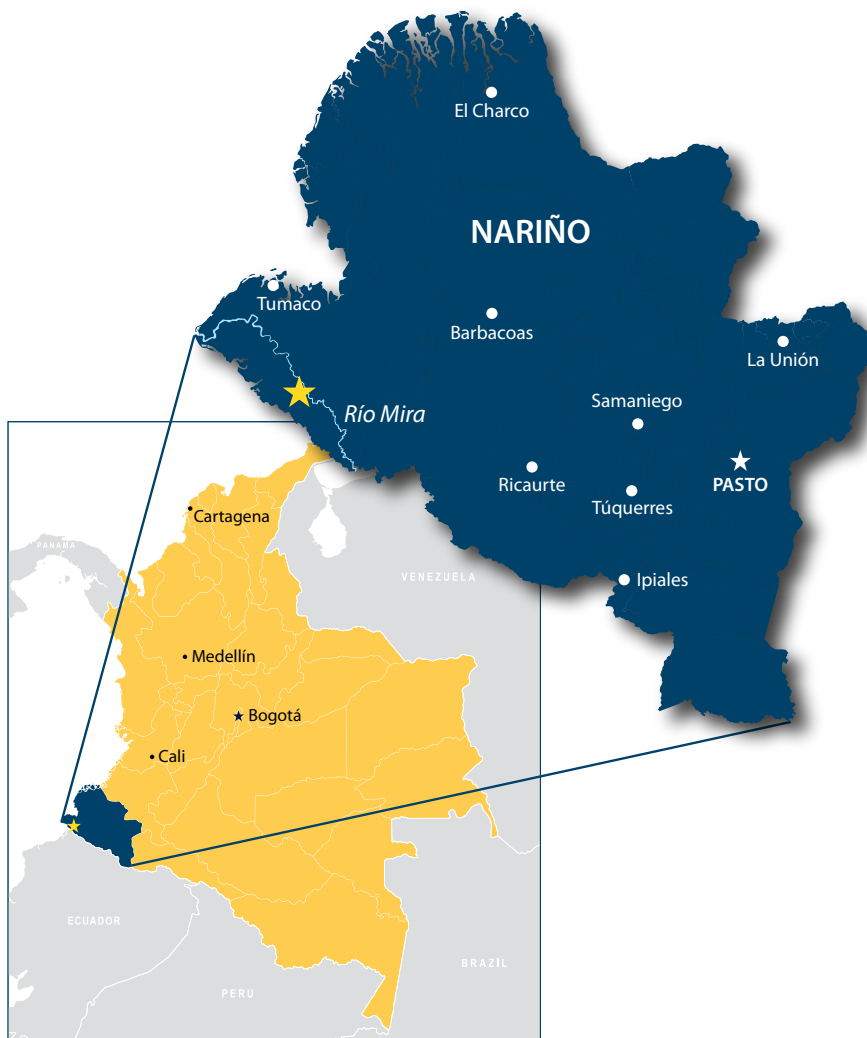 El Charco
NARIÑO
Tumaco
Barbacoas
La Unión
Río Mira
Samaniego
Ricaurte
PASTO
Túquerres
Ipiales
Cartagena
PANAMA
VENEZUELA
Medellín
Bogotá
Cali
ECUADOR
BRAZÍL
PERU